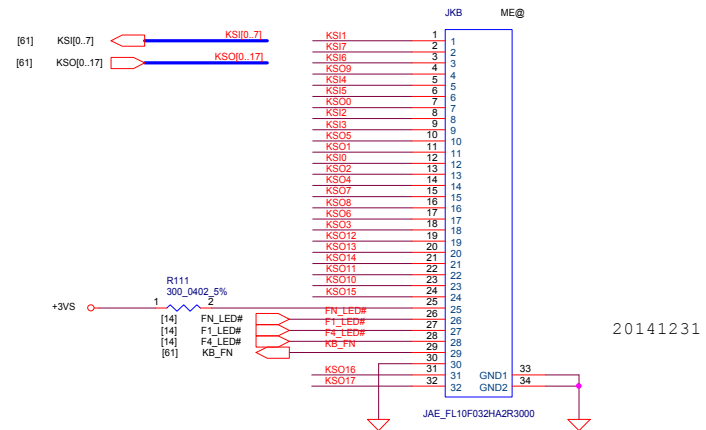 JKB ME@
[61] KSI[0..7] KSI[0..7]
[61] KSO[0..17] KSO[0..17]
KSI1 1 1
KSI7 2 2
KSI6 3 3
KSO9 4 4
KSI4 5 5
KSI5 6 6
KSO0 7 7
KSI2 8 8
KSI3 9 9
KSO5 10 10
KSO1 11 11
KSI0 12 12
KSO2 13 13
KSO4 14 14
KSO7 15 15
KSO8 16 16
KSO6 17 17
KSO3 18 18
KSO12 19 19
KSO13 20 20
KSO14 21 21
KSO11 22 22
KSO10 23 23
KSO15 24 24
R111
300_0402_5%
+3VS 1 2 25 25
[14] FN_LED# FN_LED# 26 26
[14] F1_LED# F1_LED# 27 27
[14] F4_LED# F4_LED# 28 28
[61] KB_FN KB_FN 29 29
30 30
KSO16 31 31 GND1 33
KSO17 32 32 GND2 34
JAE_FL10F032HA2R3000
20141231